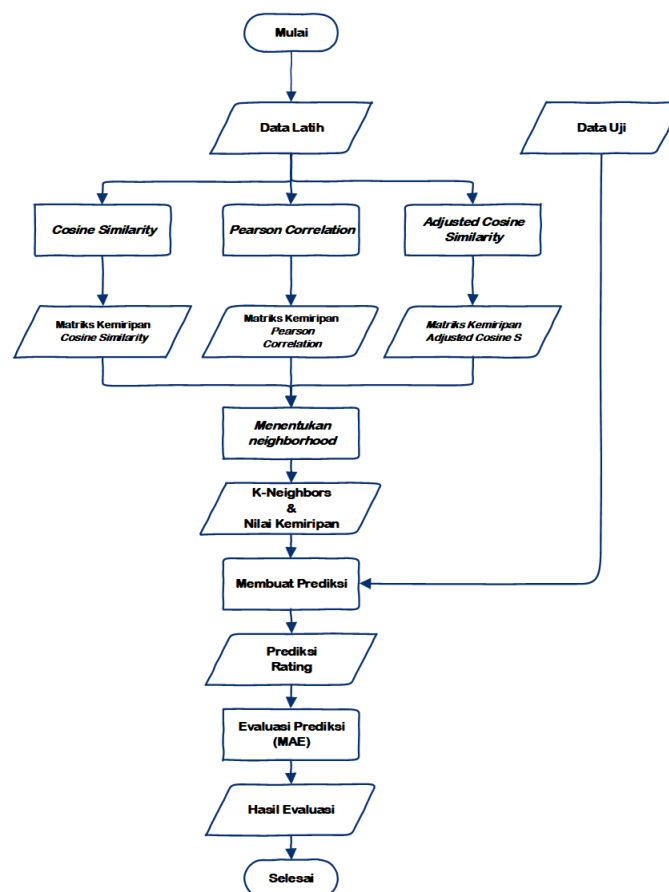 Mulai
Data Latih
Data Uji
Cosine Similarity
Pearson Correlation
Adjusted Cosine
Similarity
Matriks Kemiripan
Cosine Similarity
Matriks Kemiripan
Pearson
Correlation
Matriks Kemiripan
Adjusted Cosine S
Menentukan
neighborhood
K-Neighbors
&
Nilai Kemiripan
Membuat Prediksi
Prediksi
Rating
Evaluasi Prediksi
(MAE)
Hasil Evaluasi
Selesai